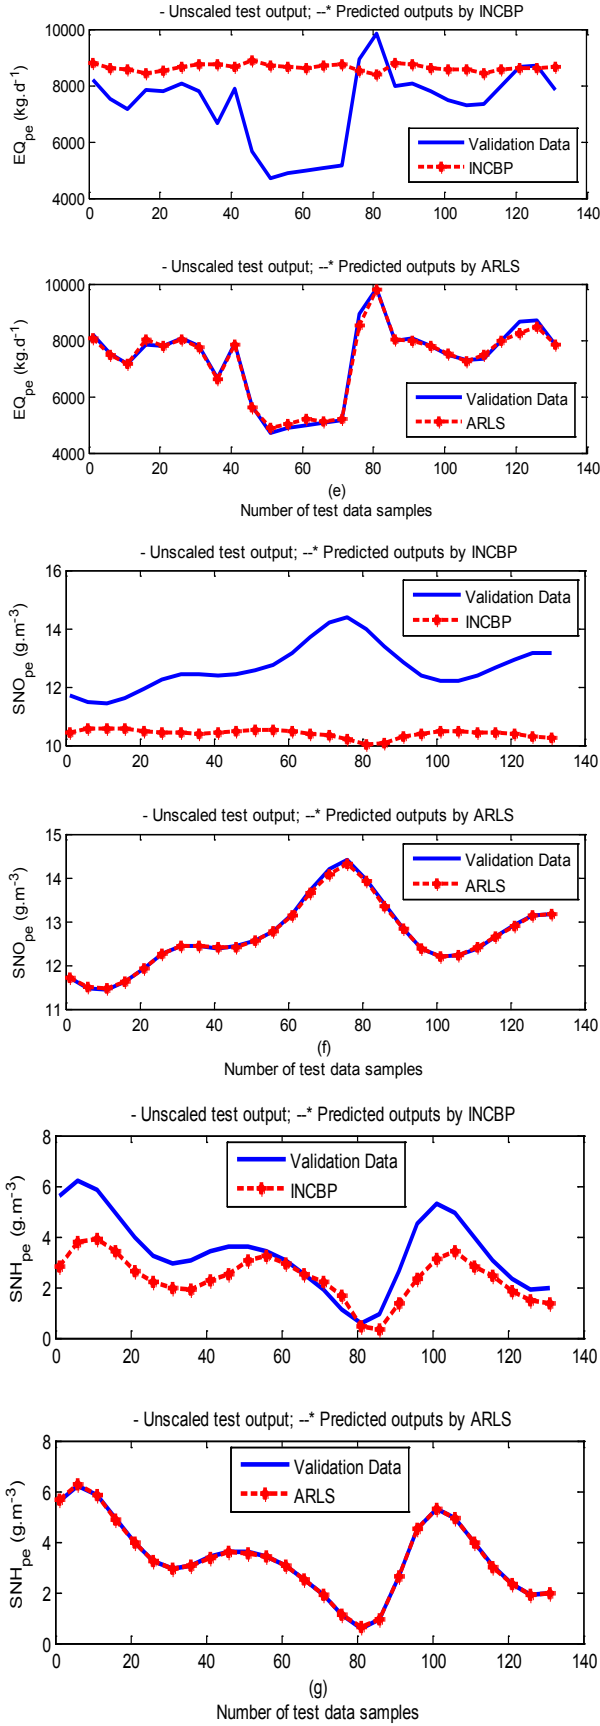 - Unscaled test output; --* Predicted outputs by INCBP
10000
8000
6000
4000
EQpe (kg.d-1)
Validation Data
INCBP
0 20 40 60 80 100 120 140
- Unscaled test output; --* Predicted outputs by ARLS
10000
8000
6000
4000
EQpe (kg.d-1)
Validation Data
ARLS
0 20 40 60 80 100 120 140
(e)
Number of test data samples
- Unscaled test output; --* Predicted outputs by INCBP
16
14
12
10
SNOpe (g.m-3)
Validation Data
INCBP
0 20 40 60 80 100 120 140
- Unscaled test output; --* Predicted outputs by ARLS
15
14
13
12
11
SNOpe (g.m-3)
Validation Data
ARLS
0 20 40 60 80 100 120 140
(f)
Number of test data samples
- Unscaled test output; --* Predicted outputs by INCBP
8
6
4
2
0
SNHpe (g.m-3)
Validation Data
INCBP
0 20 40 60 80 100 120 140
- Unscaled test output; --* Predicted outputs by ARLS
8
6
4
2
0
SNHpe (g.m-3)
Validation Data
ARLS
0 20 40 60 80 100 120 140
(g)
Number of test data samples